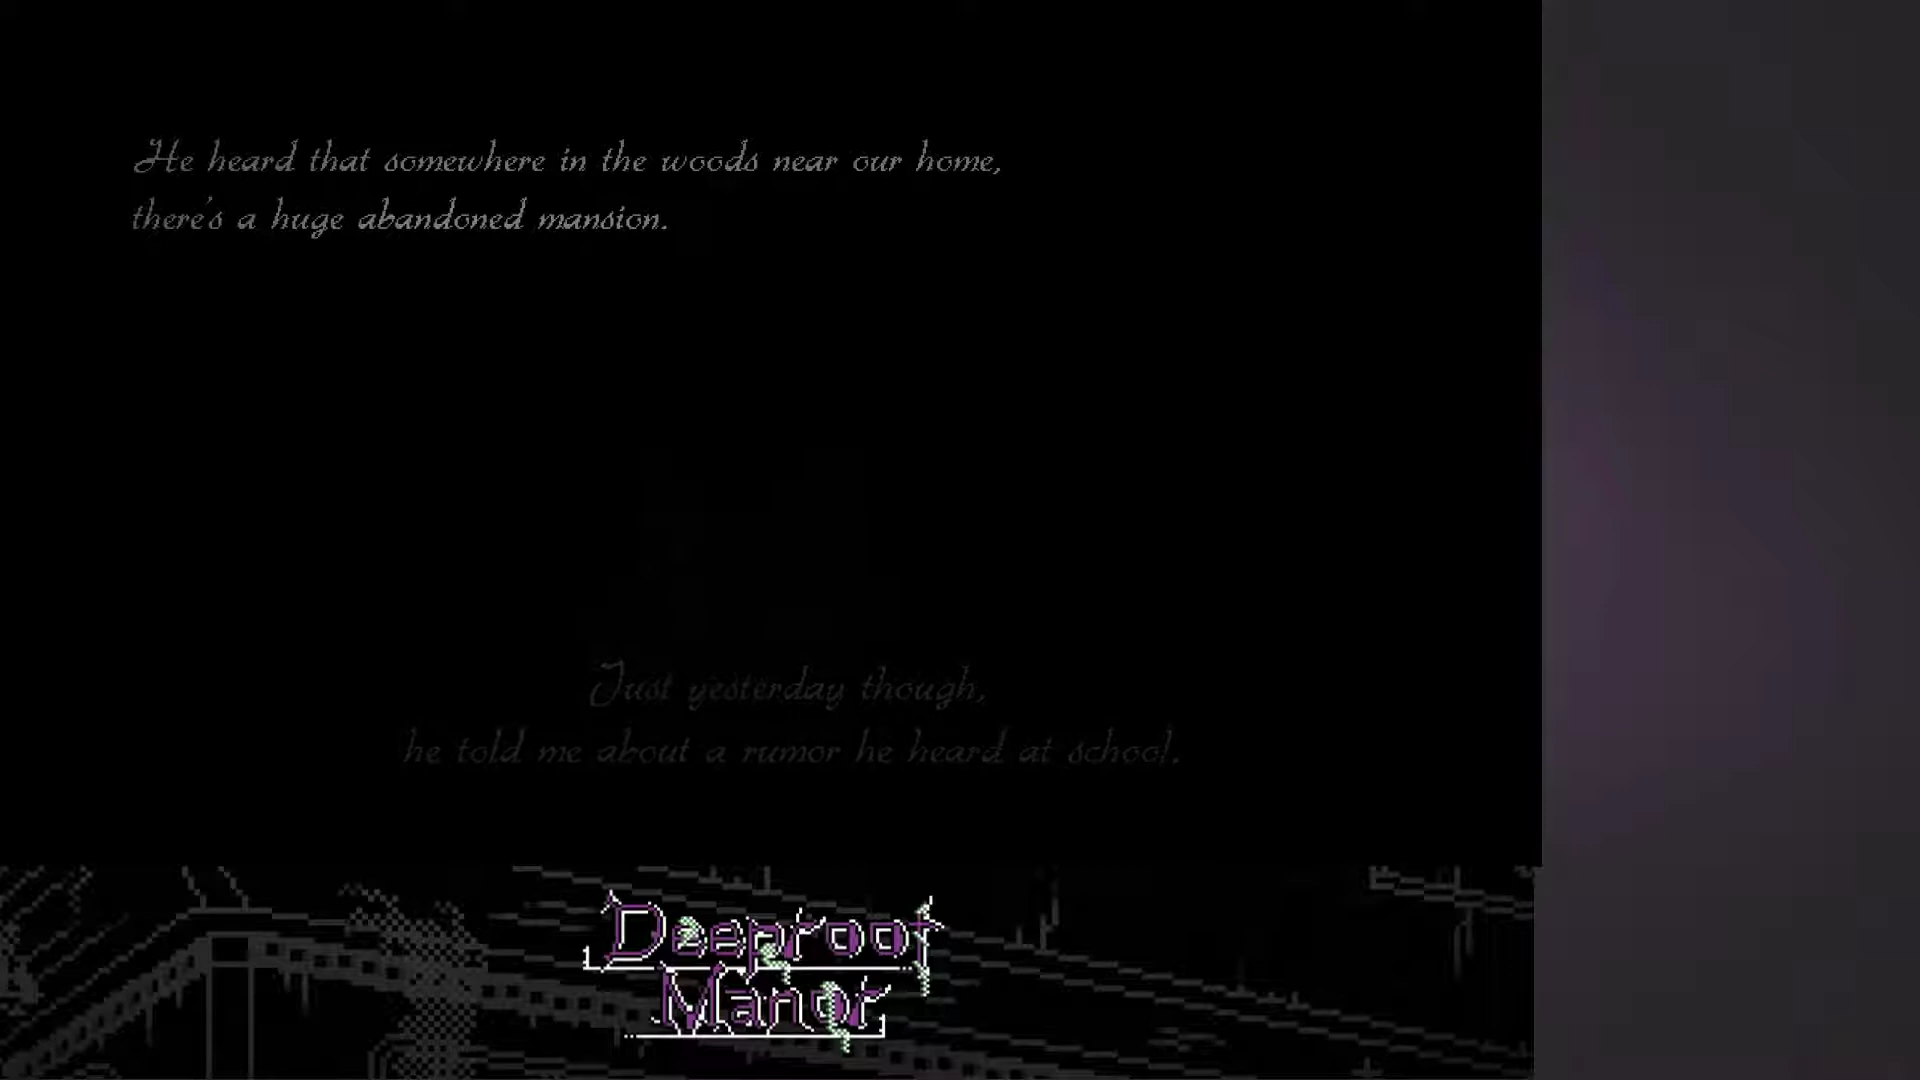 He heard that somewhere in the woods near our home,
there's a huge abandoned mansion.
Just yesterday though,
he told me about a rumor he heard at school.
Deeproot
Manor